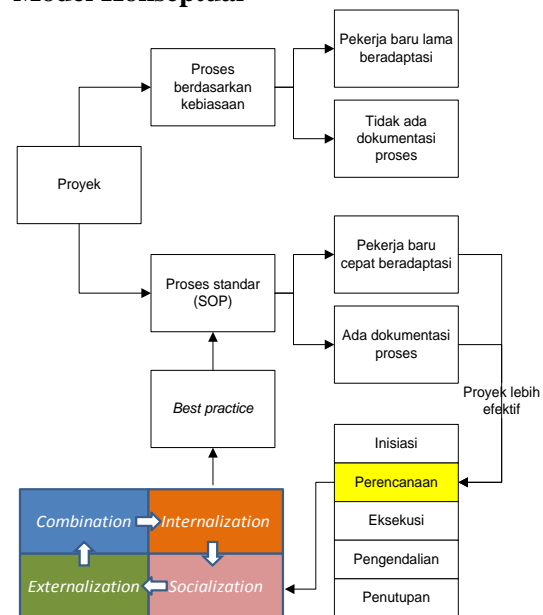 Model Konseptual
Pekerja baru lama
beradaptasi
Proses
berdasarkan
kebiasaan
Tidak ada
dokumentasi
proses
Proyek
Pekerja baru
cepat beradaptasi
Proses standar
(SOP)
Ada dokumentasi
proses
Best practice
Proyek lebih
efektif
Inisiasi
Perencanaan
Eksekusi
Pengendalian
Penutupan
Combination
Internalization
Externalization
Socialization